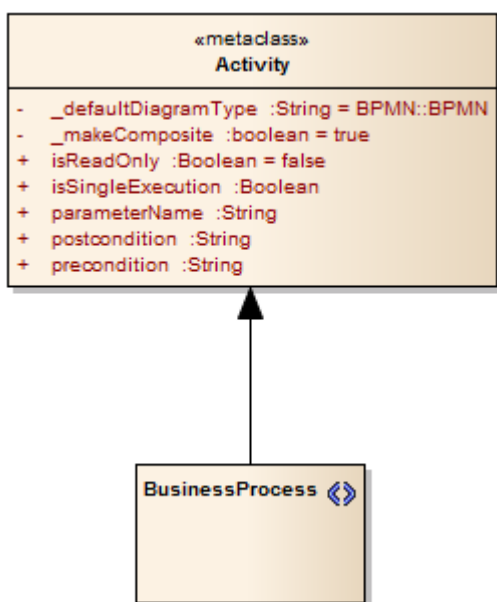 «metaclass»
Activity
- _defaultDiagramType :String = BPMN::BPMN
- _makeComposite :boolean = true
+ isReadOnly :Boolean = false
+ isSingleExecution :Boolean
+ parameterName :String
+ postcondition :String
+ precondition :String
BusinessProcess «»